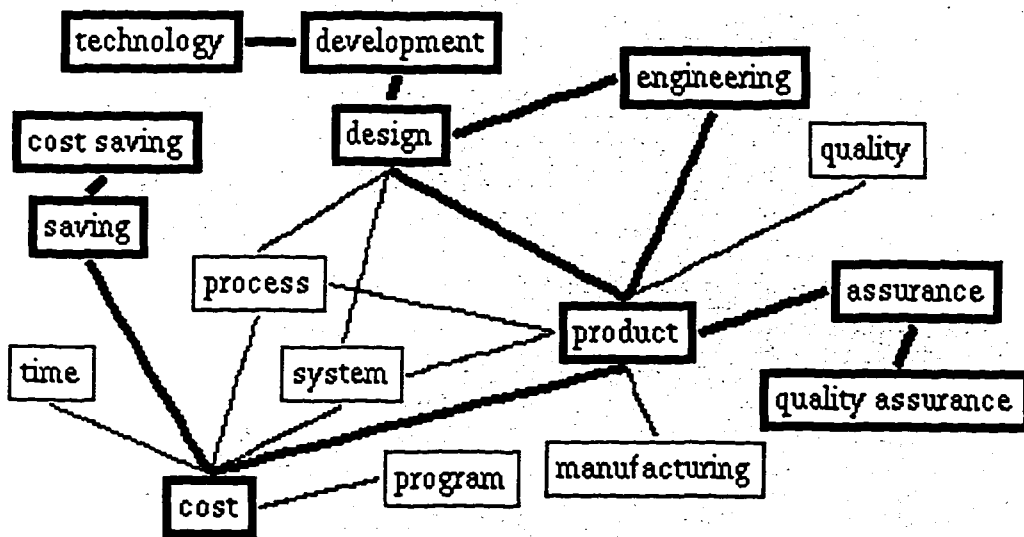 technology
development
engineering
cost saving
design
quality
saving
process
assurance
product
time
system
quality assurance
manufacturing
program
cost